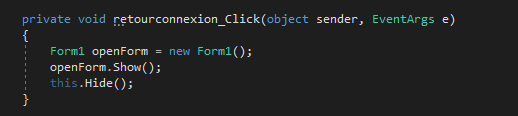 private void retourconnexion_Click(object sender, EventArgs e)
{
Form1 openForm = new Form1();
openForm.Show();
this.Hide();
}